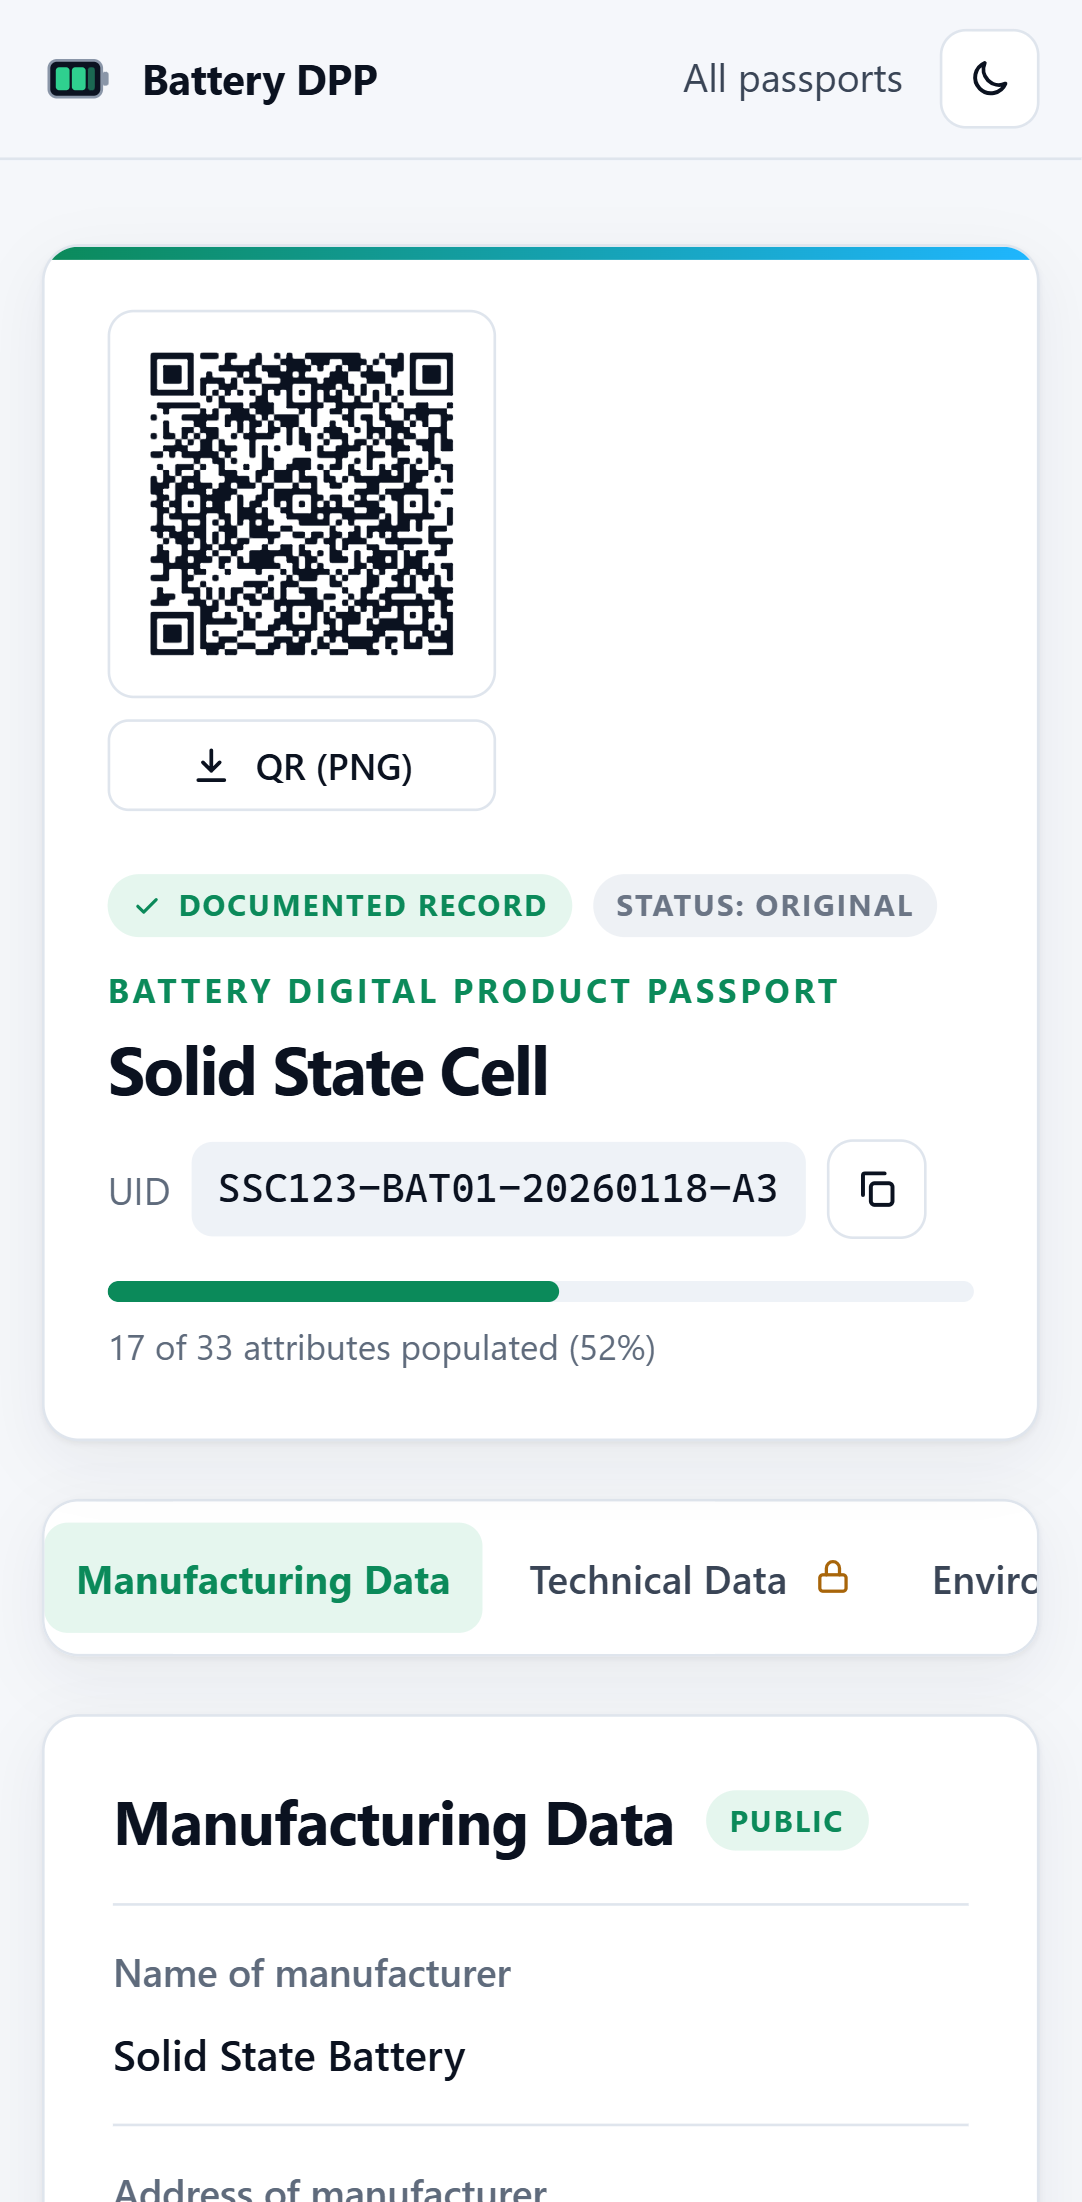 Battery DPP
All passports
QR (PNG)
DOCUMENTED RECORD
STATUS: ORIGINAL
BATTERY DIGITAL PRODUCT PASSPORT
Solid State Cell
UID SSC123-BAT01-20260118-A3
17 of 33 attributes populated (52%)
Manufacturing Data
Technical Data
Enviro
Manufacturing Data
PUBLIC
Name of manufacturer
Solid State Battery
Address of manufacturer